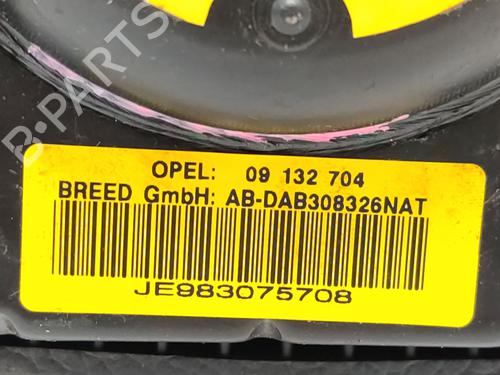 B-PARTS
OPEL: 09 132 704
BREED GmbH: AB-DAB308326NAT
JE983075708